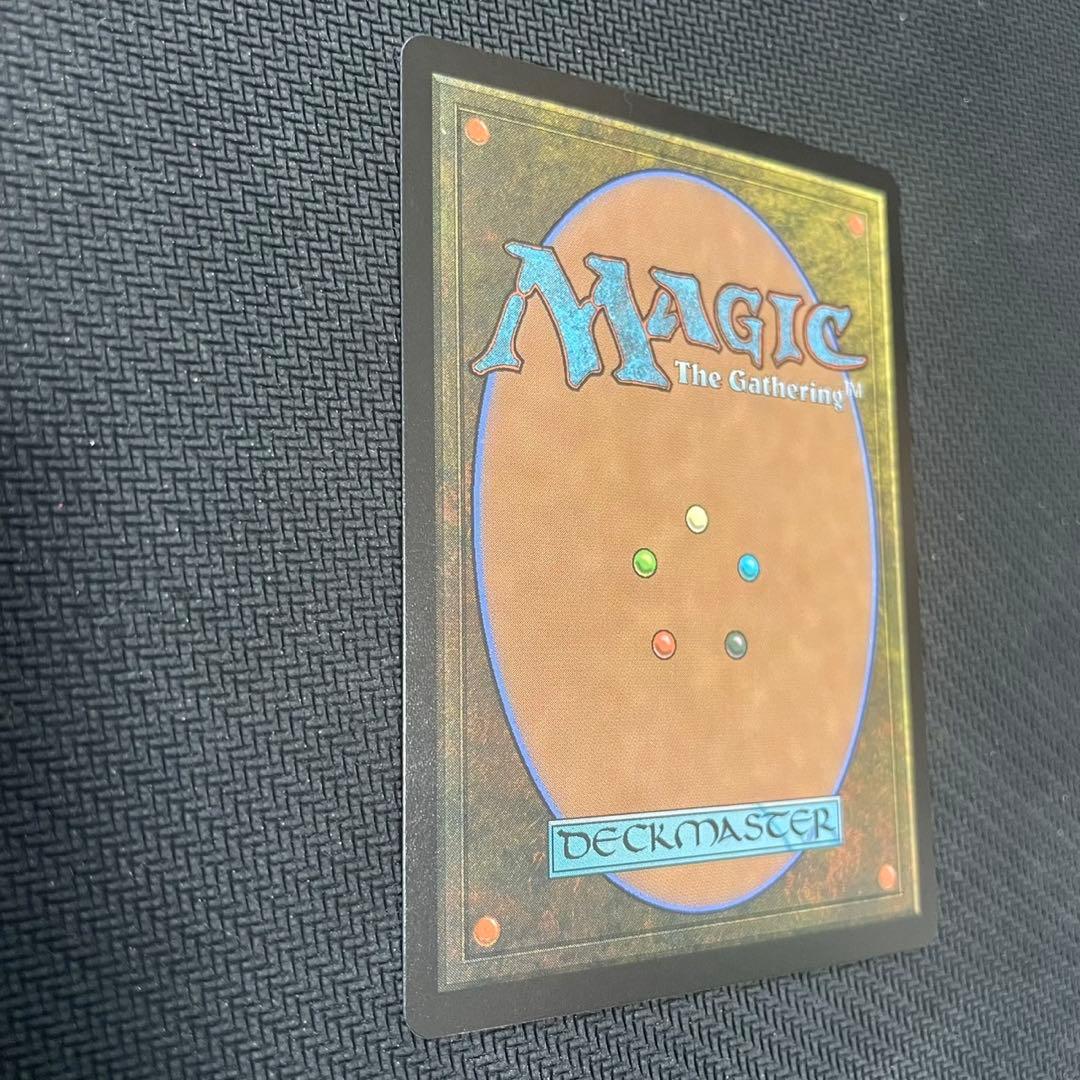 MAGIC
The Gathering™
DECKMASTER